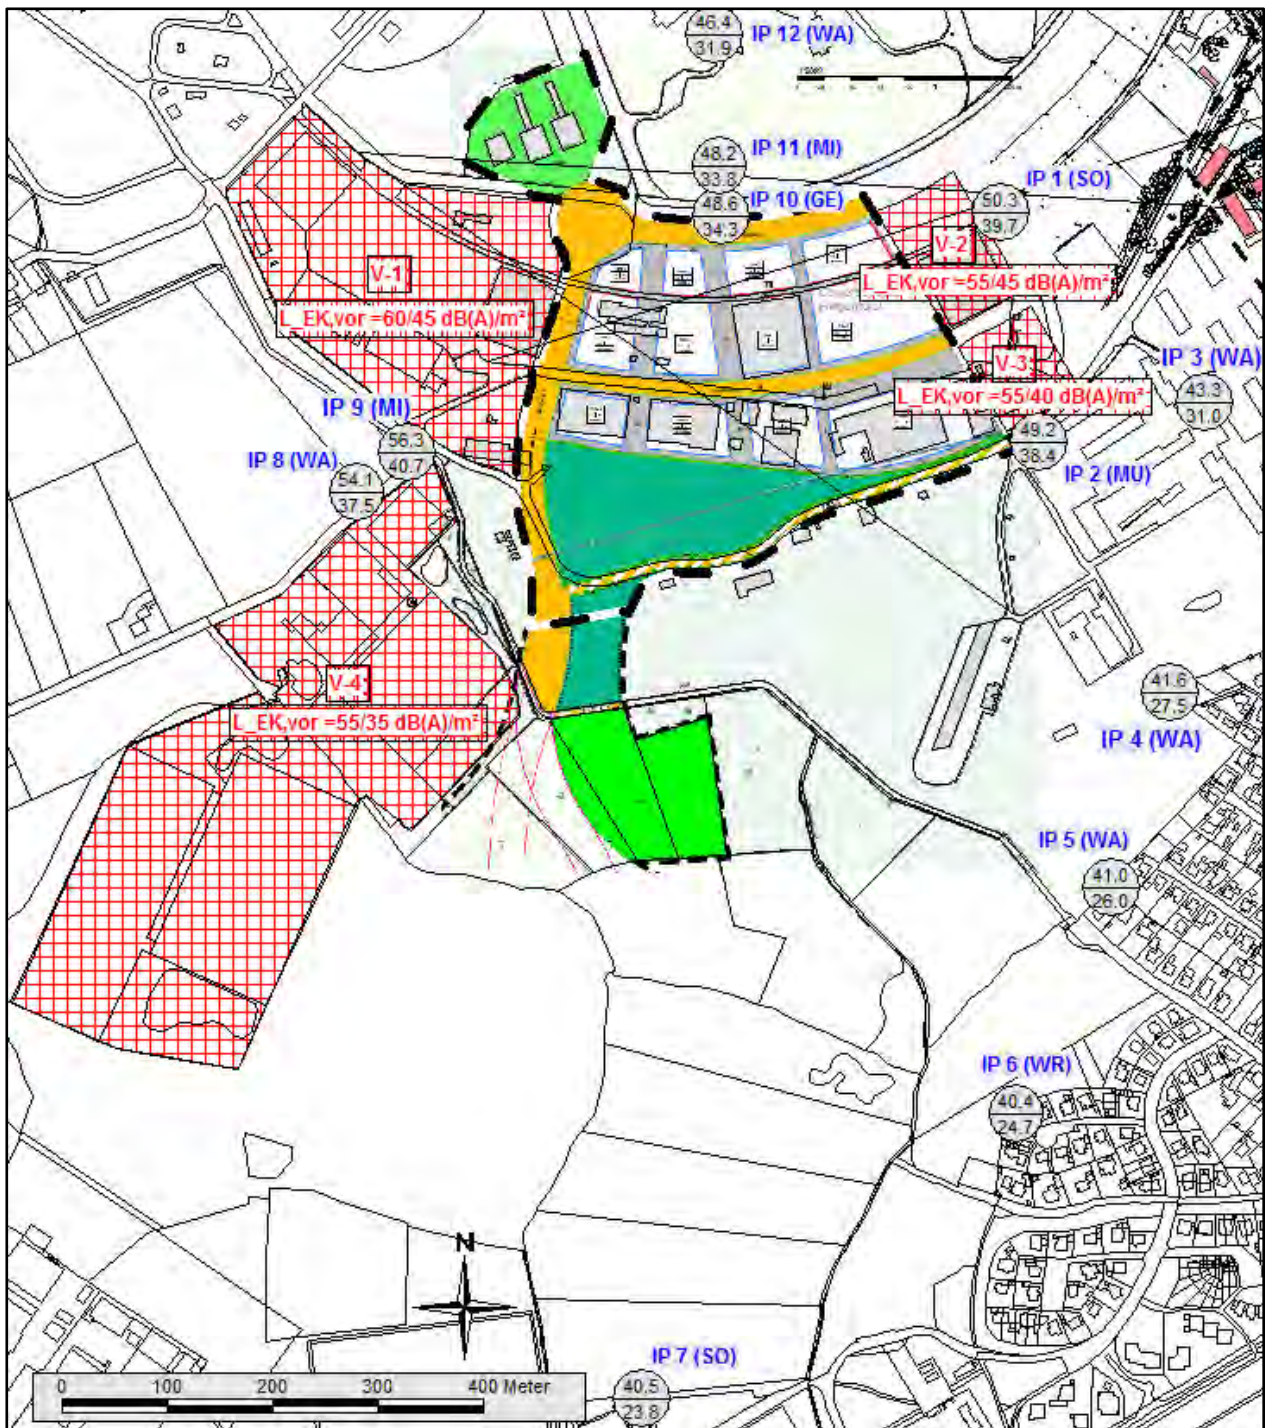 46.4
31.9
IP 12 (WA)
48.2
33.8
IP 11 (MI)
48.6
34.3
IP 10 (GE)
IP 1 (SO)
50.3
39.7
V-2
L_EK,vor =55/45 dB(A)/m²
V-1
L_EK,vor =60/45 dB(A)/m²
V-3
L_EK,vor =55/40 dB(A)/m²
IP 3 (WA)
43.3
31.0
IP 9 (MI)
56.3
40.7
IP 8 (WA)
54.1
37.5
49.2
38.4
IP 2 (MU)
V-4
L_EK,vor =55/35 dB(A)/m²
41.6
27.5
IP 4 (WA)
IP 5 (WA)
41.0
26.0
IP 6 (WR)
40.4
24.7
N
IP 7 (SO)
40.5
23.8
0 100 200 300 400 Meter